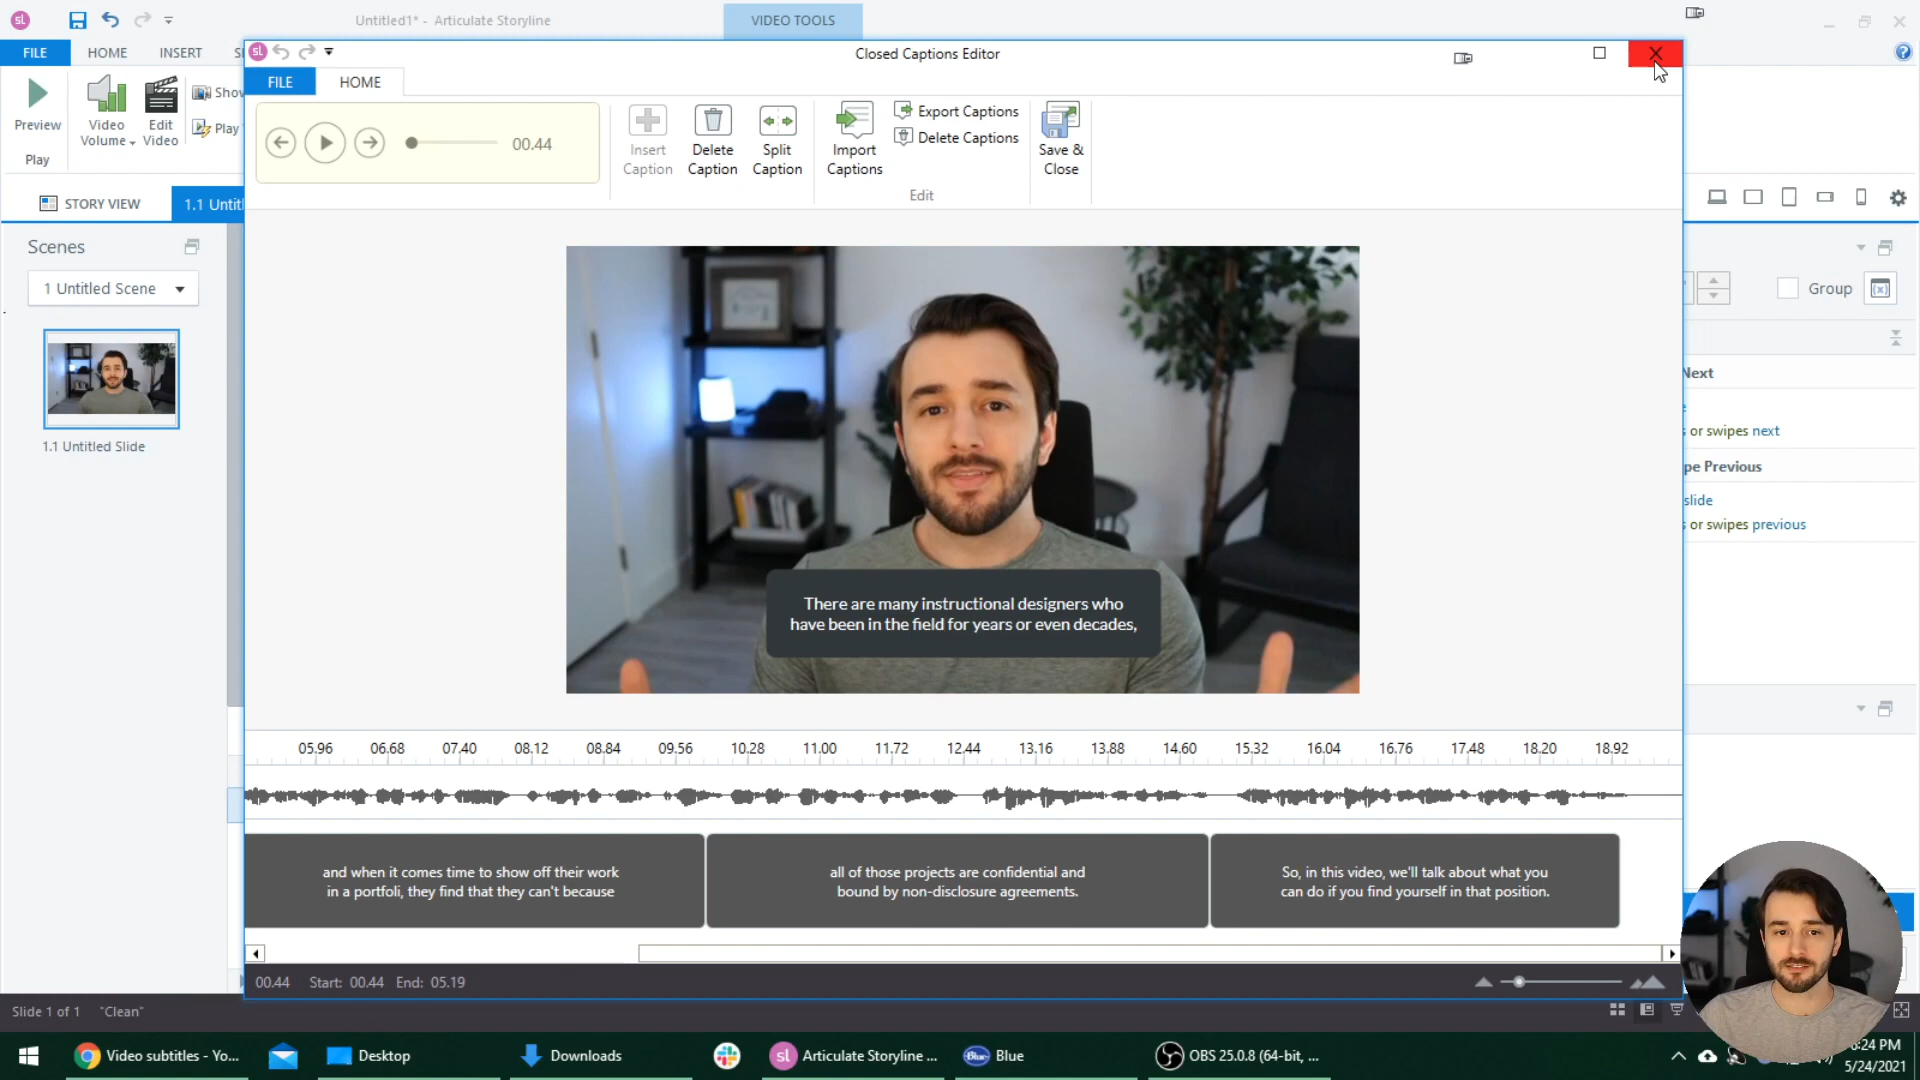 sl
Untitled1* - Articulate Storyline
VIDEO TOOLS
FILE
HOME
INSERT
Preview
Video
Volume
Edit
Video
Play
STORY VIEW
Scenes
1 Untitled Scene
1.1 Untitled Slide
sl
Closed Captions Editor
FILE
HOME
00.44
Insert
Caption
Delete
Caption
Split
Caption
Import
Captions
Export Captions
Delete Captions
Edit
Save &
Close
Group
(x)
Next
s or swipes next
pe Previous
slide
s or swipes previous
There are many instructional designers who
have been in the field for years or even decades,
05.96 06.68 07.40 08.12 08.84 09.56 10.28 11.00 11.72 12.44 13.16 13.88 14.60 15.32 16.04 16.76 17.48 18.20 18.92
and when it comes time to show off their work
in a portfoli, they find that they can't because
all of those projects are confidential and
bound by non-disclosure agreements.
So, in this video, we'll talk about what you
can do if you find yourself in that position.
00.44 Start: 00.44 End: 05.19
Slide 1 of 1 "Clean"
Video subtitles - Yo...
Desktop
Downloads
sl
Articulate Storyline ...
Blue
Blue
OBS 25.0.8 (64-bit, ...
5/24/2021